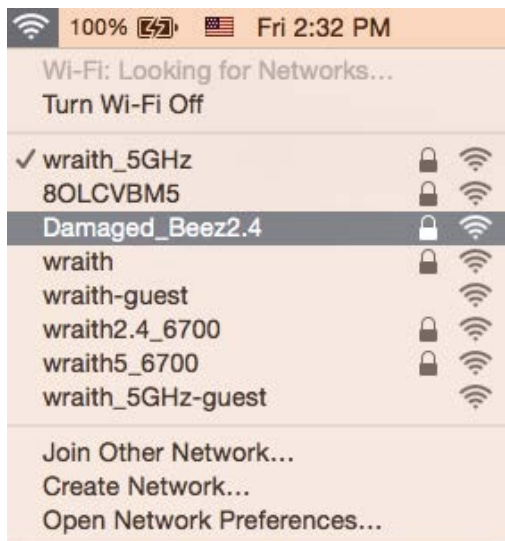 100% Fri 2:32 PM
Wi-Fi: Looking for Networks...
Turn Wi-Fi Off
wraith_5GHz
8OLCVBM5
Damaged_Beez2.4
wraith
wraith-guest
wraith2.4_6700
wraith5_6700
wraith_5GHz-guest
Join Other Network...
Create Network...
Open Network Preferences...